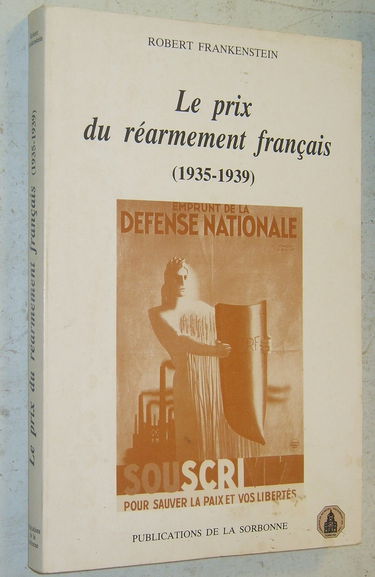 ROBERT FRANKENSTEIN
Le prix
du réarmement français
(1935-1939)
EMPRUNT DE LA
DEFENSE NATIONALE
RF
SOUSCRI
POUR SAUVER LA PAIX ET VOS LIBERTÉS
PUBLICATIONS DE LA SORBONNE
Le prix du réarmement français (1935-1939)